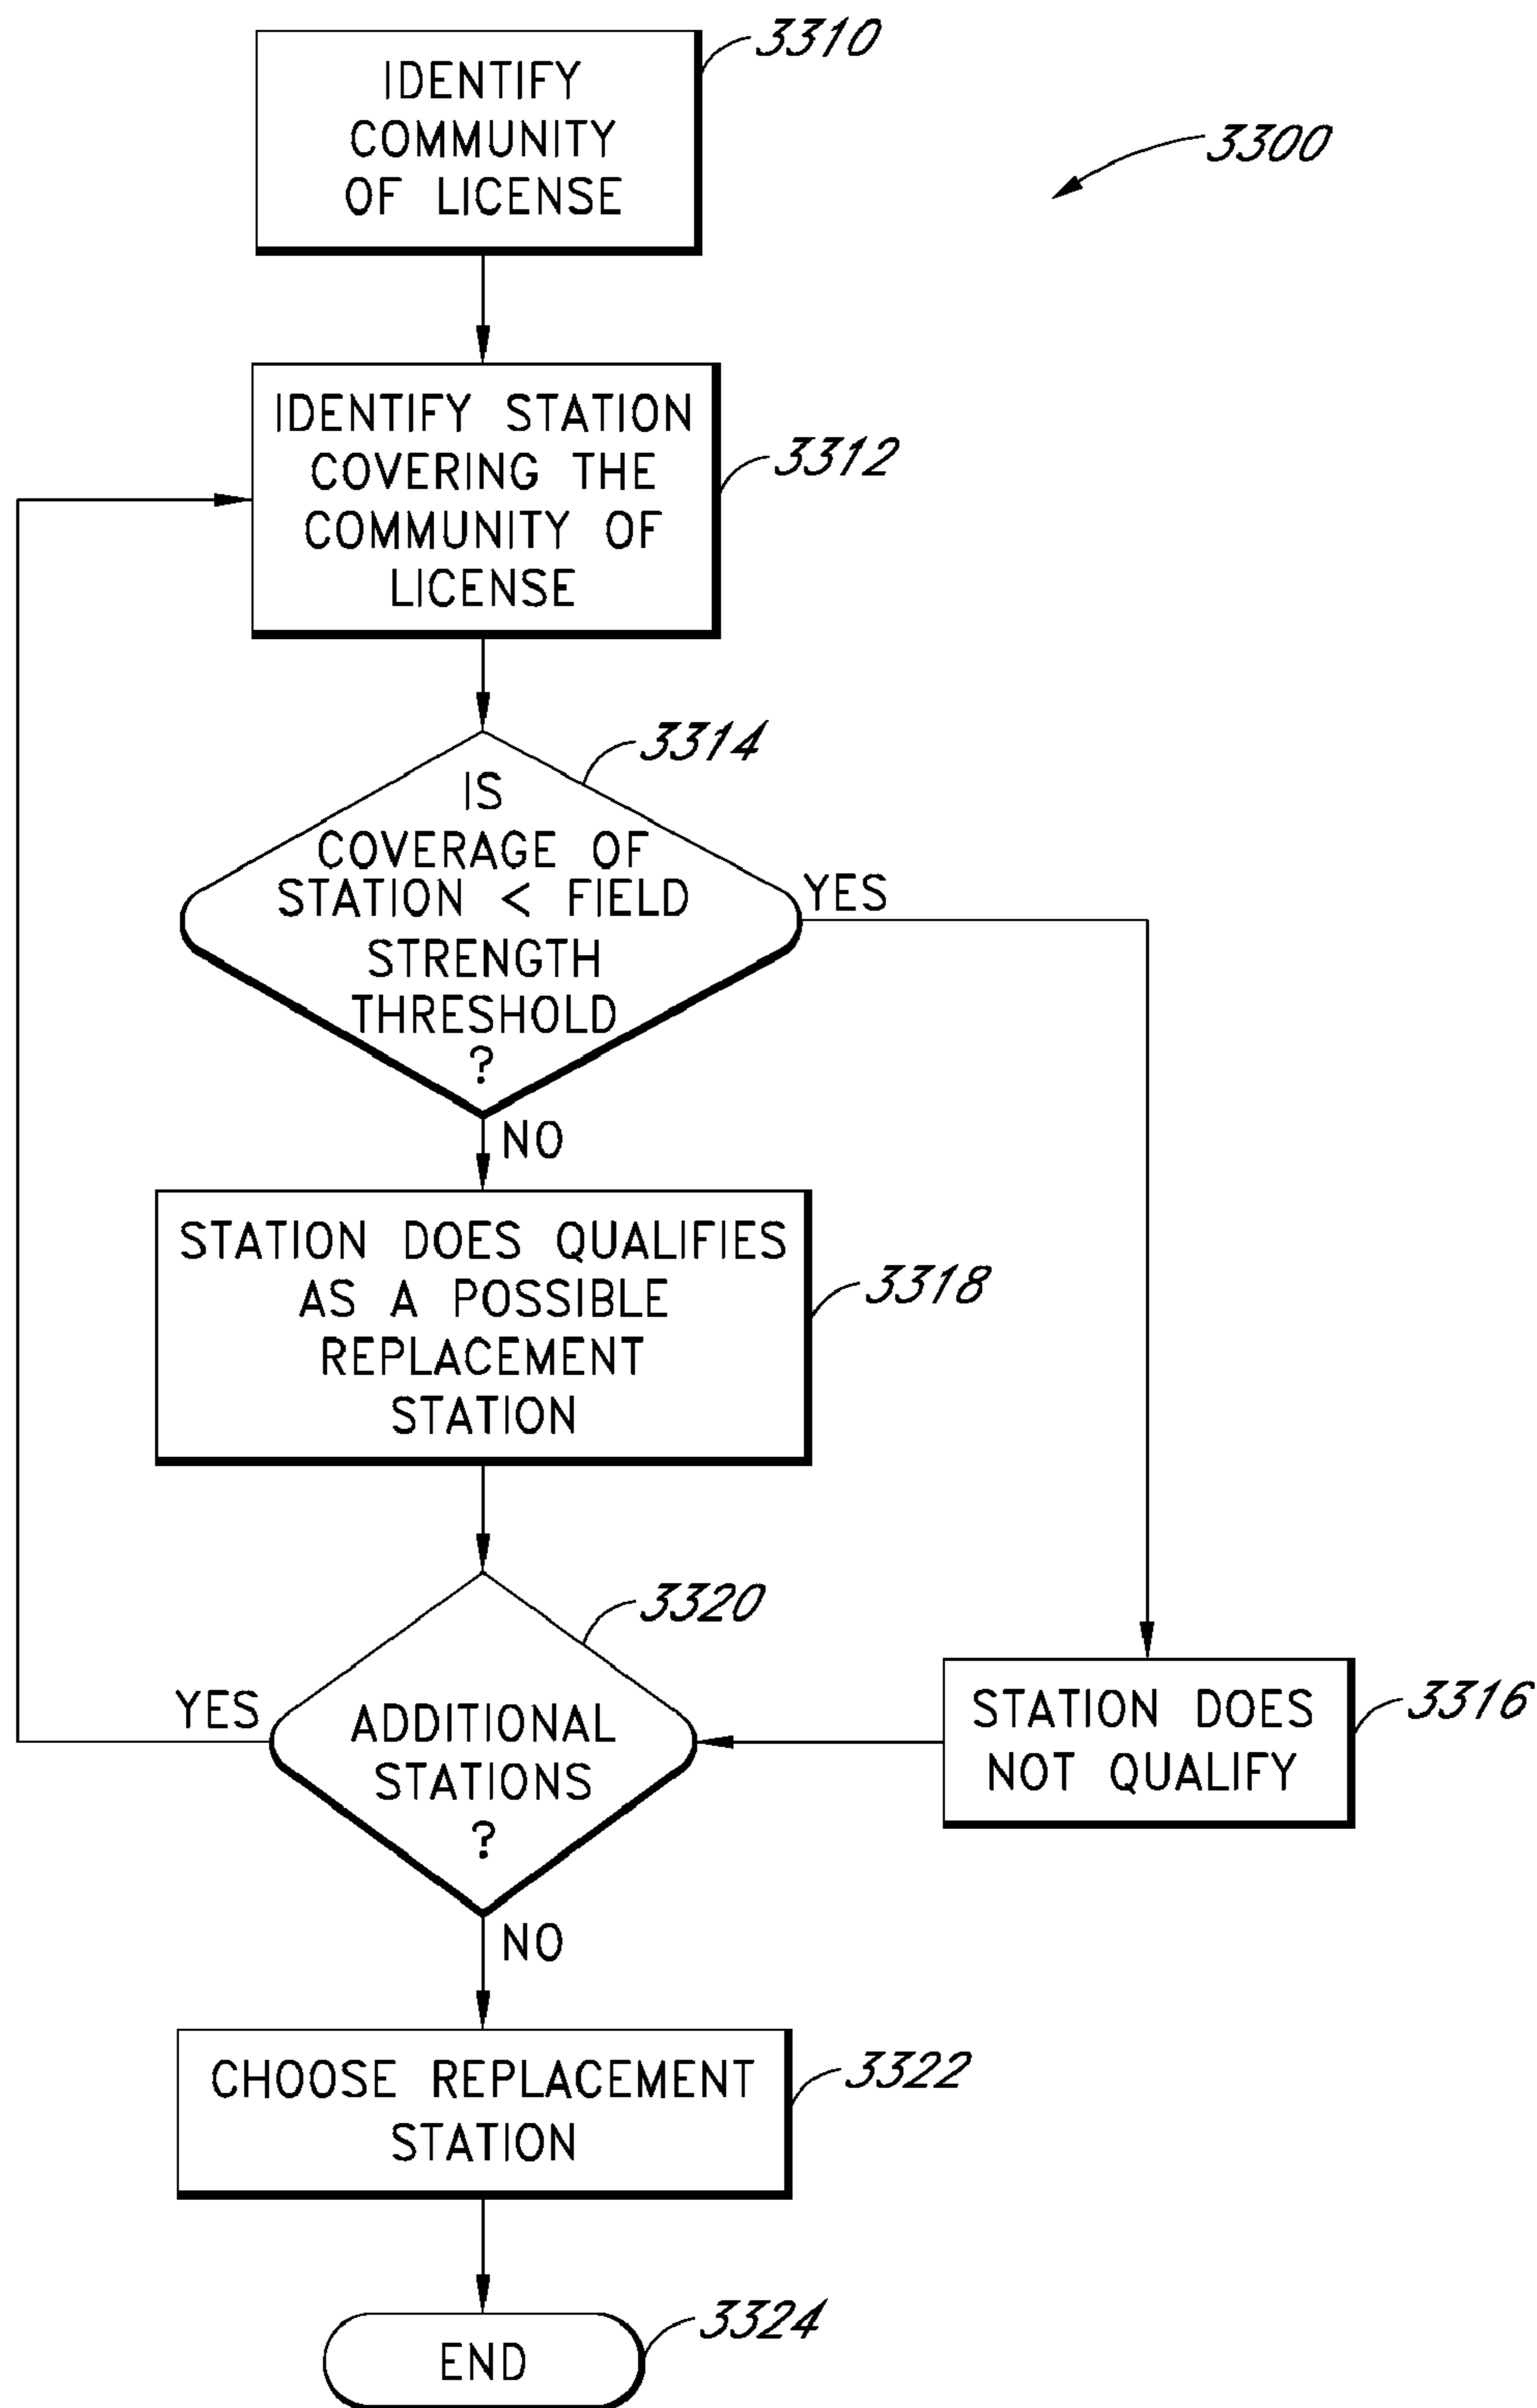 3310
IDENTIFY
COMMUNITY
OF LICENSE
3300
IDENTIFY STATION
COVERING THE
COMMUNITY OF
LICENSE
3312
3314
IS
COVERAGE OF
STATION < FIELD
STRENGTH
THRESHOLD
?
YES
NO
STATION DOES QUALIFIES
AS A POSSIBLE
REPLACEMENT
STATION
3318
3320
YES
ADDITIONAL
STATIONS
?
STATION DOES
NOT QUALIFY
3316
NO
CHOOSE REPLACEMENT
STATION
3322
3324
END